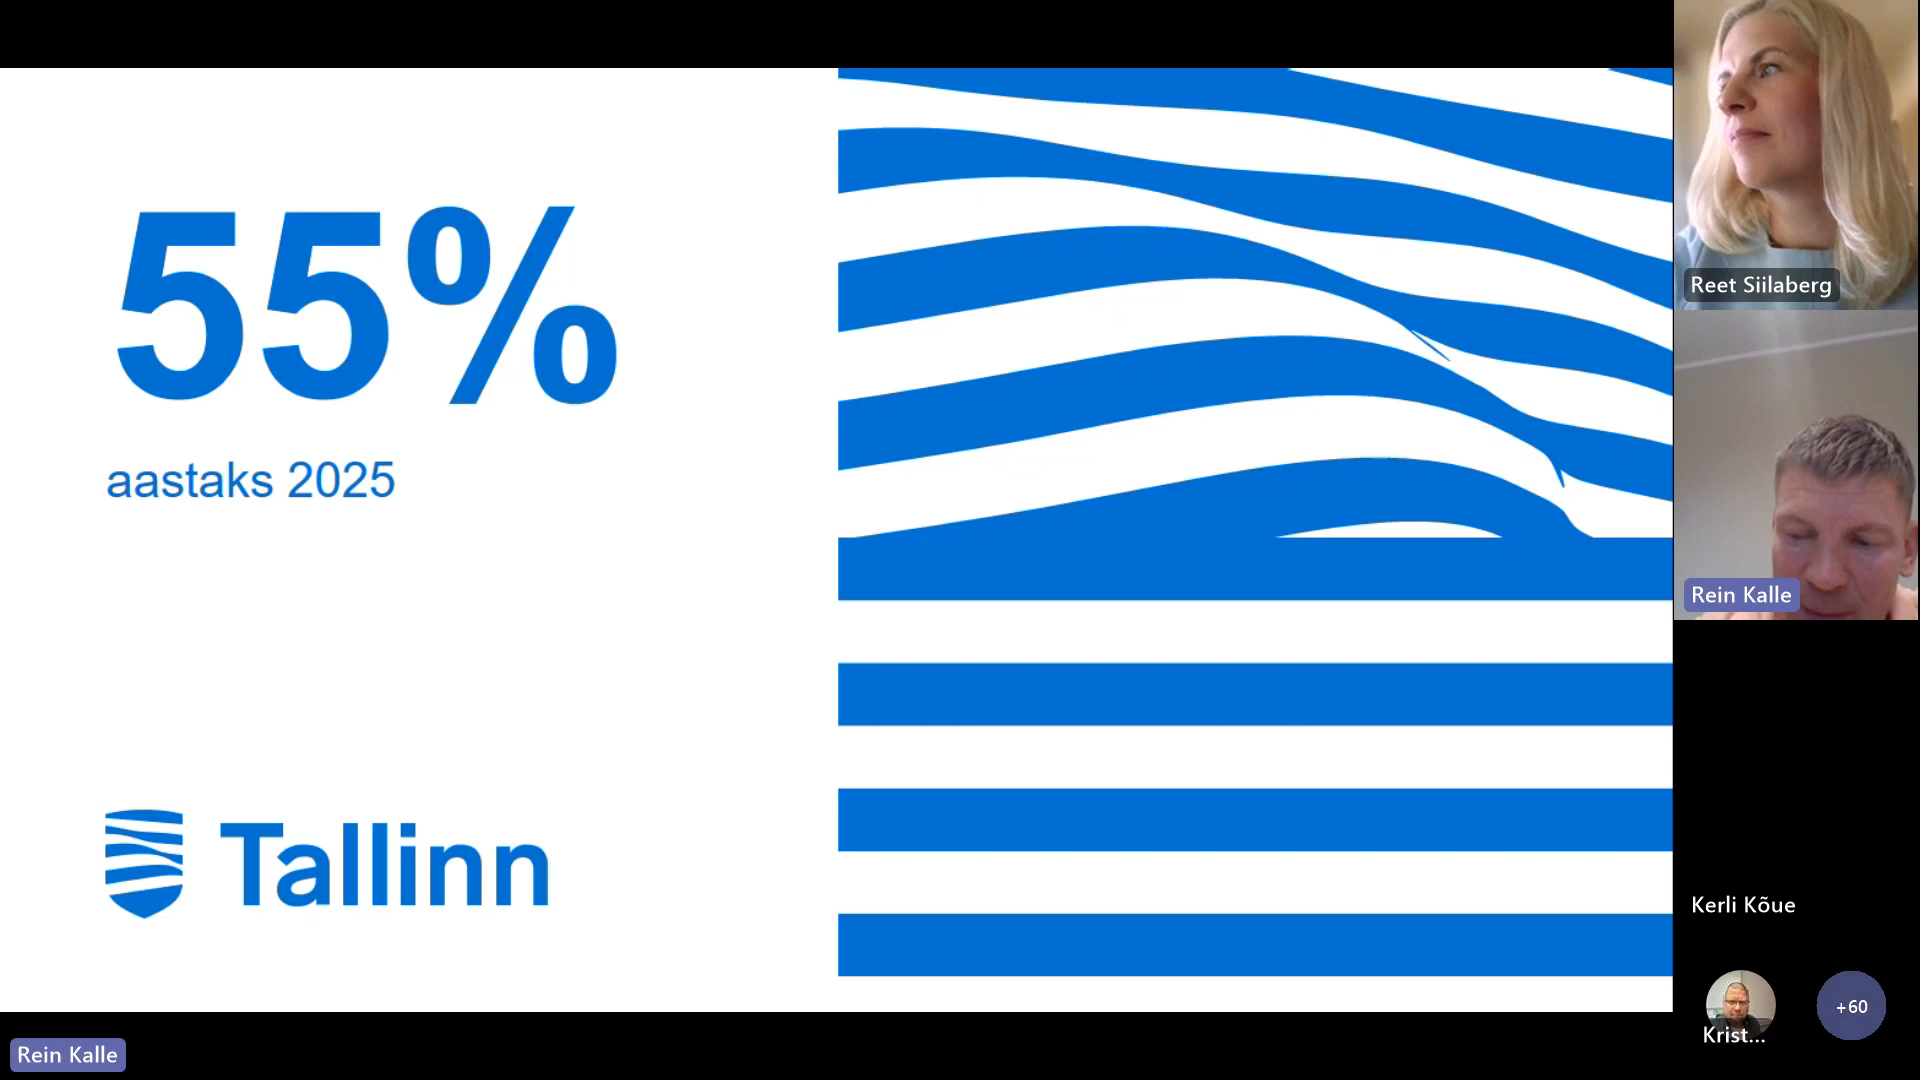 55%
aastaks 2025
Tallinn
Reet Siilaberg
Rein Kalle
Kerli Kõue
Krist...
+60
Rein Kalle